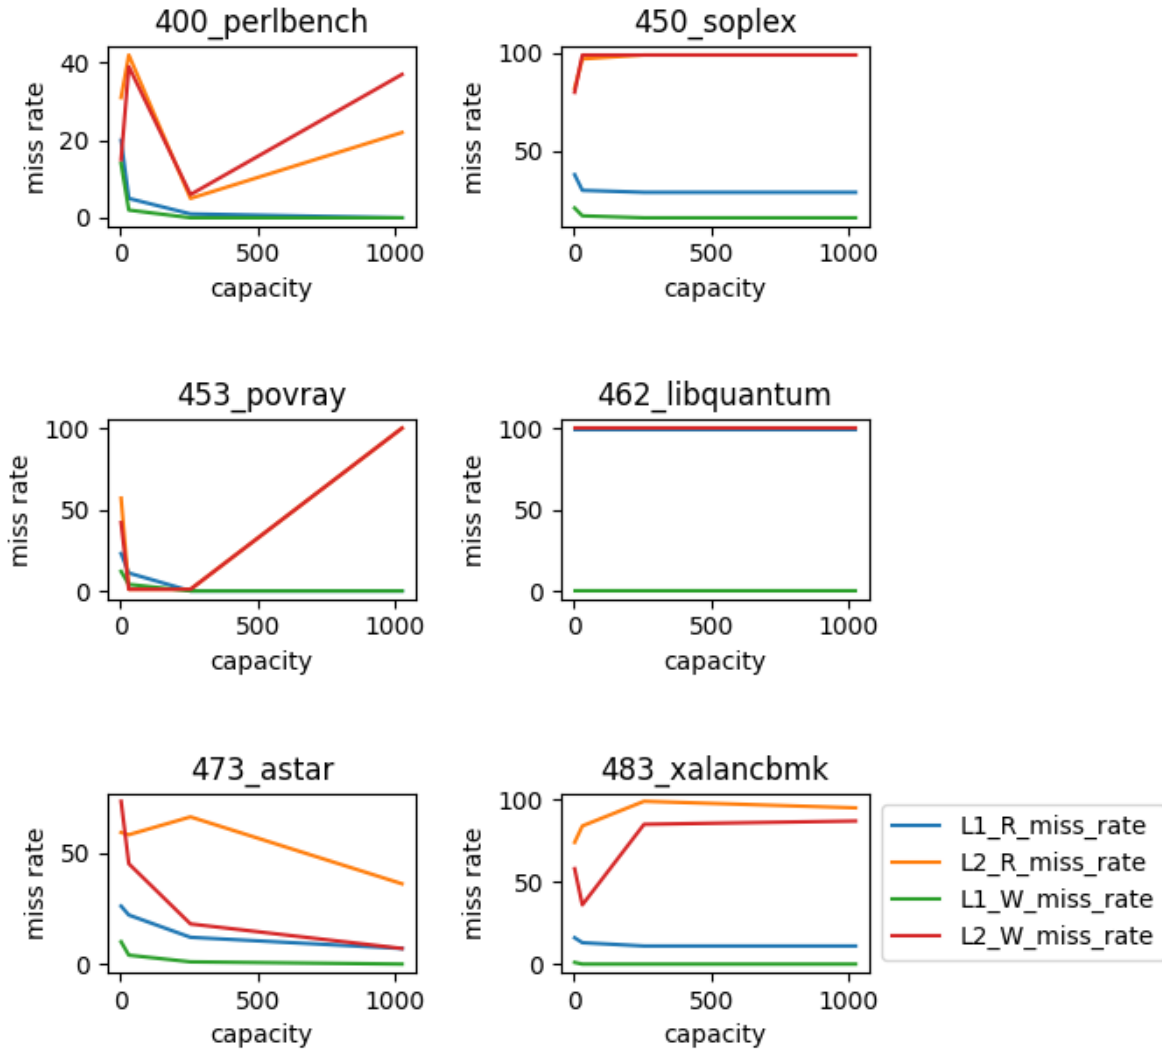 400_perlbench
450_soplex
miss rate
40
20
0
0 500 1000
capacity
miss rate
100
50
0 500 1000
capacity
453_povray
462_libquantum
miss rate
100
50
0
0 500 1000
capacity
miss rate
100
50
0
0 500 1000
capacity
473_astar
483_xalancbmk
miss rate
50
0
0 500 1000
capacity
miss rate
100
50
0
0 500 1000
capacity
L1_R_miss_rate
L2_R_miss_rate
L1_W_miss_rate
L2_W_miss_rate